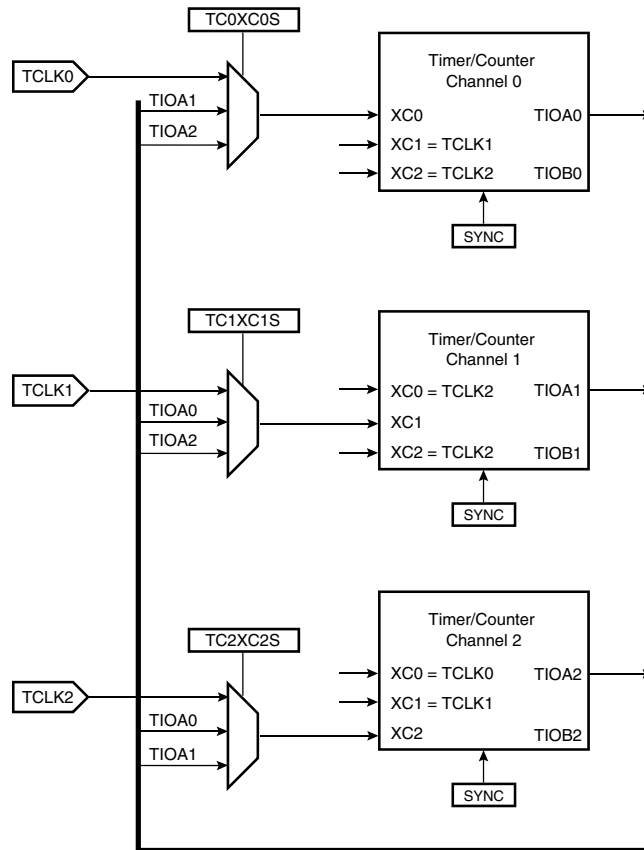 TC0XC0S
TCLK0
TIOA1
TIOA2
Timer/Counter
Channel 0
XC0
TIOA0
XC1 = TCLK1
XC2 = TCLK2
TIOB0
SYNC
TC1XC1S
TCLK1
TIOA0
TIOA2
Timer/Counter
Channel 1
XC0 = TCLK2
TIOA1
XC1
XC2 = TCLK2
TIOB1
SYNC
TC2XC2S
TCLK2
TIOA0
TIOA1
Timer/Counter
Channel 2
XC0 = TCLK0
TIOA2
XC1 = TCLK1
XC2
TIOB2
SYNC